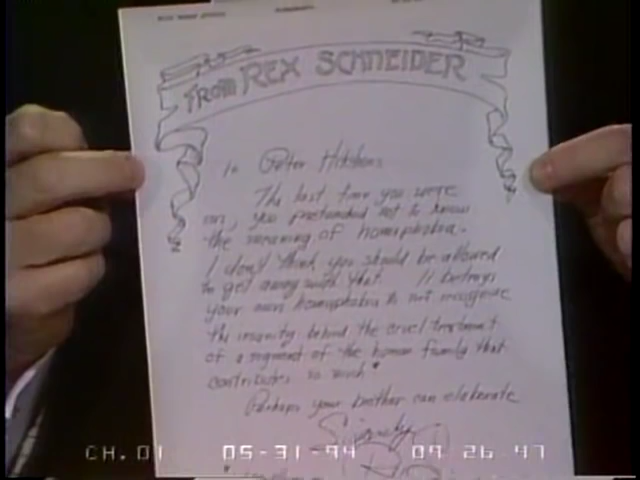 FROM REX SCHNEIDER
To Peter Hitchens
The last time you were
on, you pretended not to know
the meaning of homophobia.
I don't think you should be allowed
to get away with that. It betrays
your own homophobia to not recognize
the insanity behind the cruel treatment
of a segment of the human family that
contributes so much*
Perhaps your brother can elaborate
Signed
CH.01 05-31-94 09 26 47